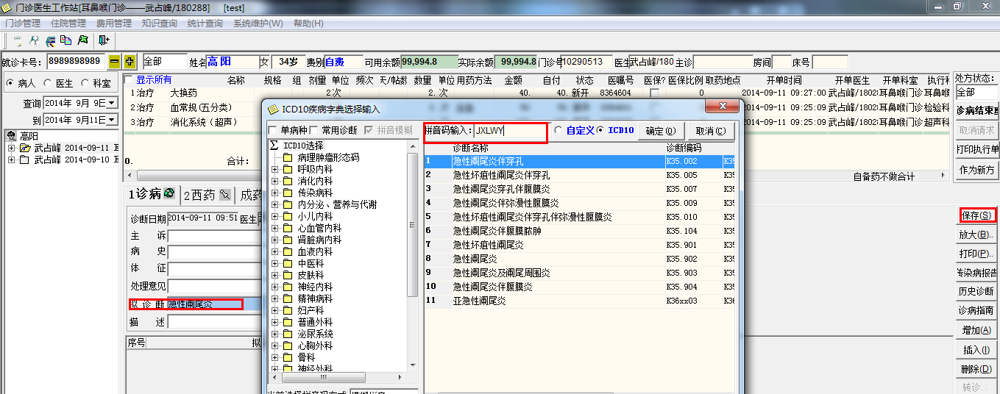 门诊医生工作站[耳鼻喉门诊——武占峰/180288]    [test]
门诊管理 住院管理 费用管理 知识查询 统计查询 系统维护(W) 帮助(H)
就诊卡号: 8989898989 全部 姓名 高阳 女 34岁 费别 自费 可用余额 99,994.8 实际余额 99,994.8 门诊号 10290513 医生 武占峰/180 主诊 房间 床号
病人 医生 科室
查询 2014年 9月 9日
到 2014年 9月11日
高阳
武占峰 2014-09-11
武占峰 2014-09-10
显示所有 名称 规格 组 剂量 单位 频次 天/帖数 数量 单位 用药方法 金额 自付 状态 医嘱号 医保? 医保比例 取药地点 开单时间 开单医生 开单科室 执行科
1 治疗 大换药 2 次 2. 次 40. 40. 新开 8364604 0 2014-09-11 09:27:00 武占峰/1802 耳鼻喉门诊 耳鼻喉
2 治疗 血常规(五分类) 2014-09-11 09:25:00 武占峰/1802 耳鼻喉门诊 检验科
3 治疗 消化系统（超声） 2014-09-11 09:25:00 武占峰/1802 耳鼻喉门诊 超声科
0. 合计:
自备药不做合计
处方状态:
全部
诊病结束
取消请求
打印执行单
作为新方
1诊病 2西药 成药
诊断日期 2014-09-11 09:51 医生
主 诉
病 史
体 征
处理意见
拟 诊 断 急性阑尾炎
描 述
序号 拟
ICD10疾病字典选择输入
单病种 常用诊断 拼音模糊
拼音码输入: JXLWY 自定义 ICD10 确定(O) 取消(C)
ICD10选择
病理肿瘤形态码
呼吸内科
消化内科
传染病科
内分泌、营养与代谢
小儿内科
心血管内科
肾脏病内科
血液内科
中医科
皮肤科
神经内科
精神病科
妇产科
普通外科
泌尿系统
心胸外科
骨科
神经外科
诊断名称 诊断编码
1 急性阑尾炎伴穿孔 K35.002 K35
2 急性坏疽性阑尾炎伴穿孔 K35.005 K35
3 急性阑尾炎穿孔伴腹膜炎 K35.007 K35
4 急性阑尾炎伴弥漫性腹膜炎 K35.009 K35
5 急性坏疽性阑尾炎伴穿孔伴弥漫性腹膜炎 K35.010 K35
6 急性阑尾炎伴腹膜脓肿 K35.104 K35
7 急性坏疽性阑尾炎 K35.901 K35
8 急性阑尾炎 K35.902 K35
9 急性阑尾炎及阑尾周围炎 K35.903 K35
10 急性阑尾炎伴腹膜炎 K35.904 K35
11 亚急性阑尾炎 K36xx03 K36
保存(S)
放大(B)..
打印(P)..
传染病报告
历史诊断
诊病指南
增加(A)
插入(I)
删除(D)
转诊..